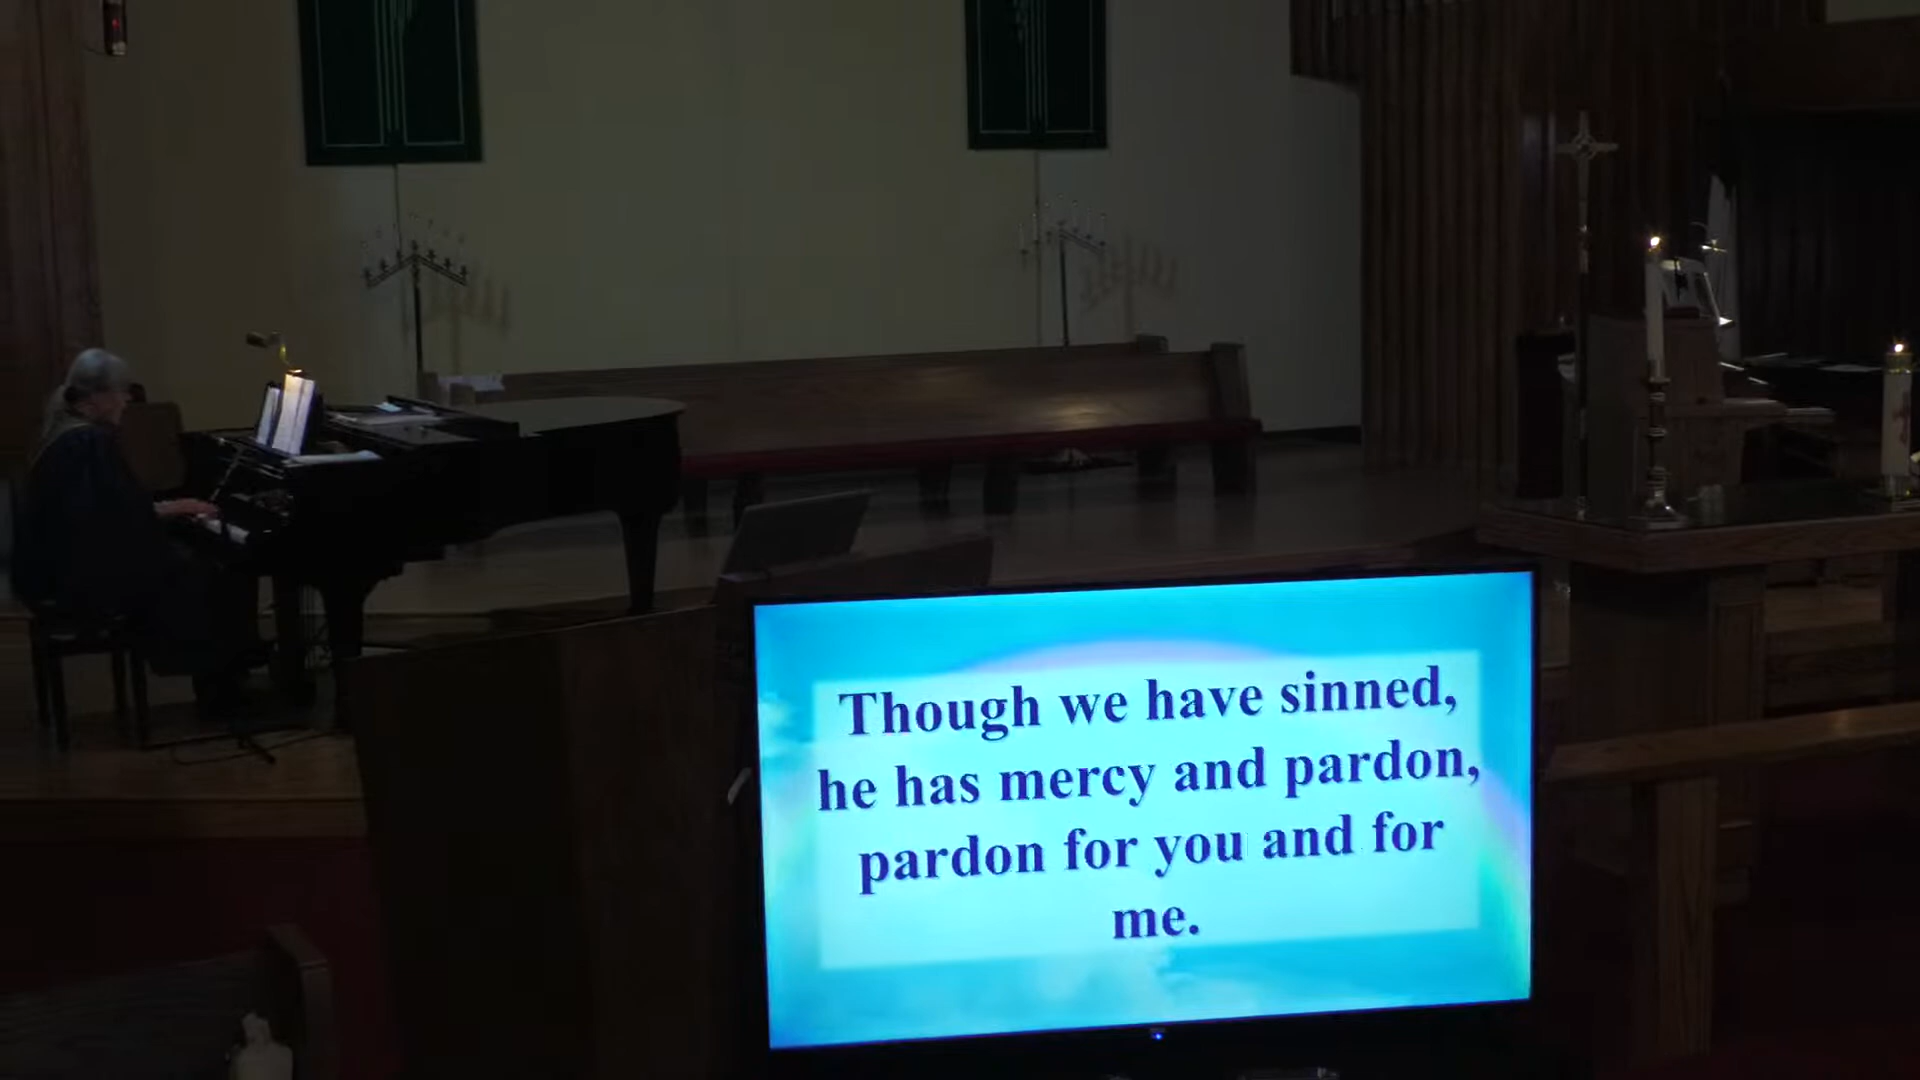 Though we have sinned,
he has mercy and pardon,
pardon for you and for
me.